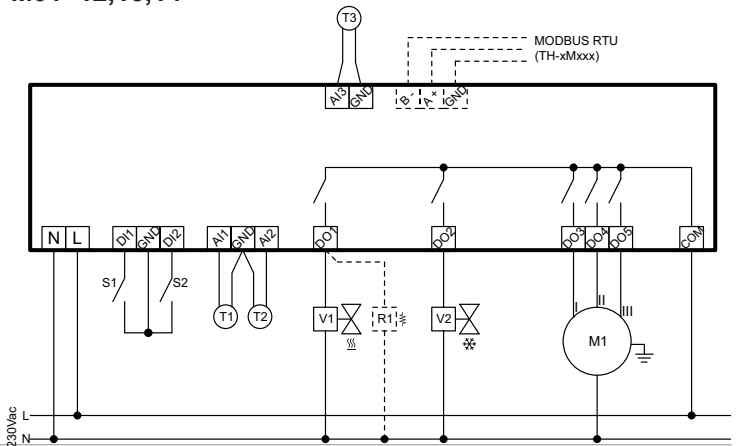 T3
MODBUS RTU
(TH-xMxxx)
AI3 GND B - A + GND
N L DI1 GND DI2 AI1 GND AI2 DO1 DO2 DO3 DO4 DO5 COM
S1 S2
I II III
T1 T2 V1 R1 V2 M1
230Vac
L
N